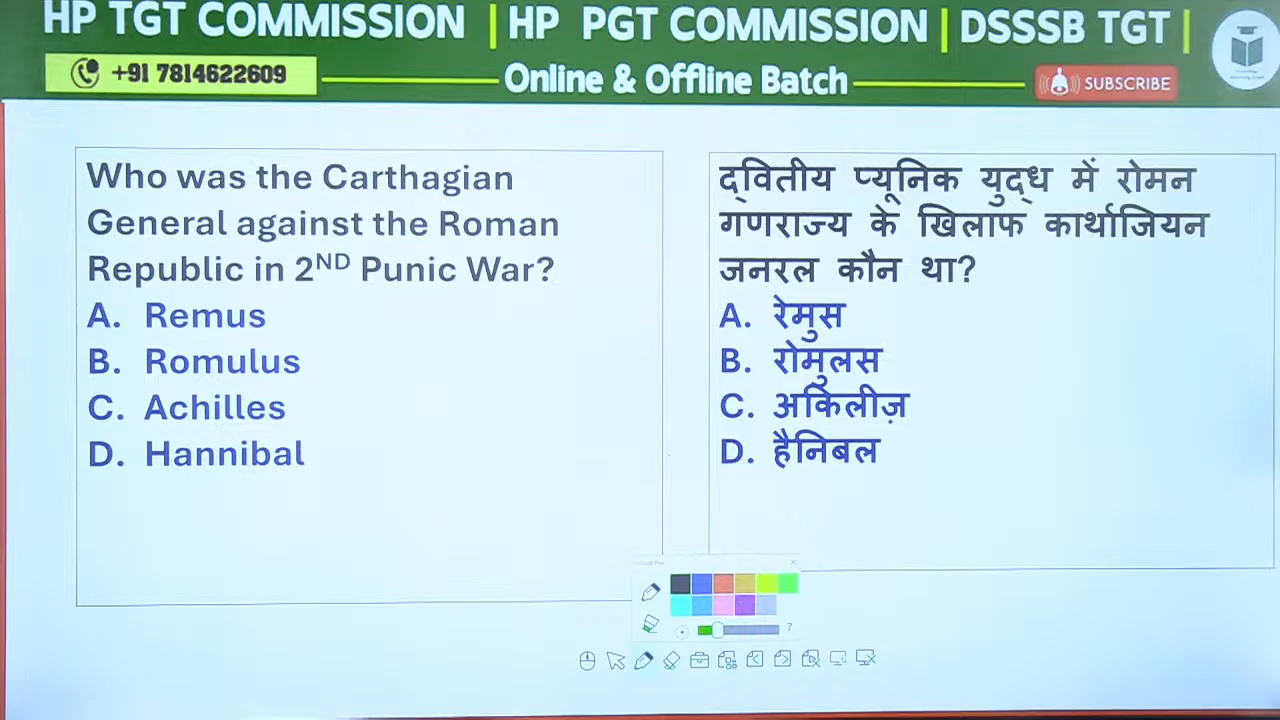 HP TGT COMMISSION | HP PGT COMMISSION | DSSSB TGT |
+91 7814622609
Online & Offline Batch
SUBSCRIBE
Who was the Carthagian
General against the Roman
Republic in 2ND Punic War?
A. Remus
B. Romulus
C. Achilles
D. Hannibal
द्वितीय प्यूनिक युद्ध में रोमन
गणराज्य के खिलाफ कार्थाजियन
जनरल कौन था?
A. रेमुस
B. रोमुलस
C. अकिलीज़
D. हैनिबल
7